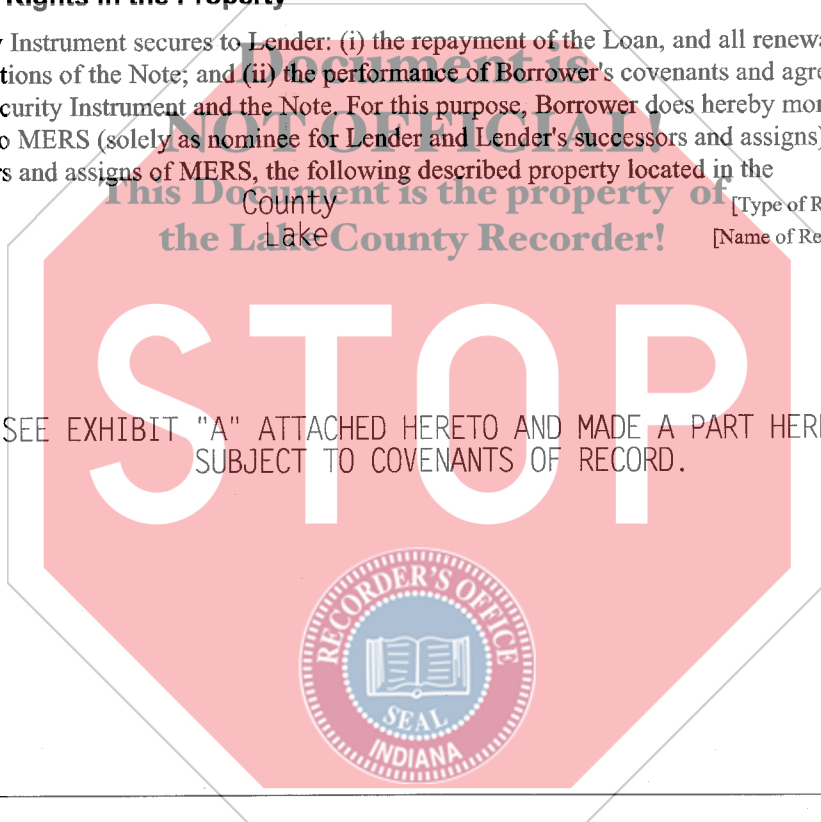 Rights in the Property
Instrument secures to Lender: (i) the repayment of the Loan, and all
tions of the Note; and (ii) the performance of Borrower's covenants and
curity Instrument and the Note. For this purpose, Borrower does hereby
MERS (solely as nominee for Lender and Lender's successors and assigns)
s and assigns of MERS, the following described property located in the
County [Type of
Lake [Name of
Document is
NOT OFFICIAL!
This Document is the property of
the Lake County Recorder!
STOP
SEE EXHIBIT "A" ATTACHED HERETO AND MADE A PART
SUBJECT TO COVENANTS OF RECORD.
RECORDER'S OFFICE
SEAL
INDIANA